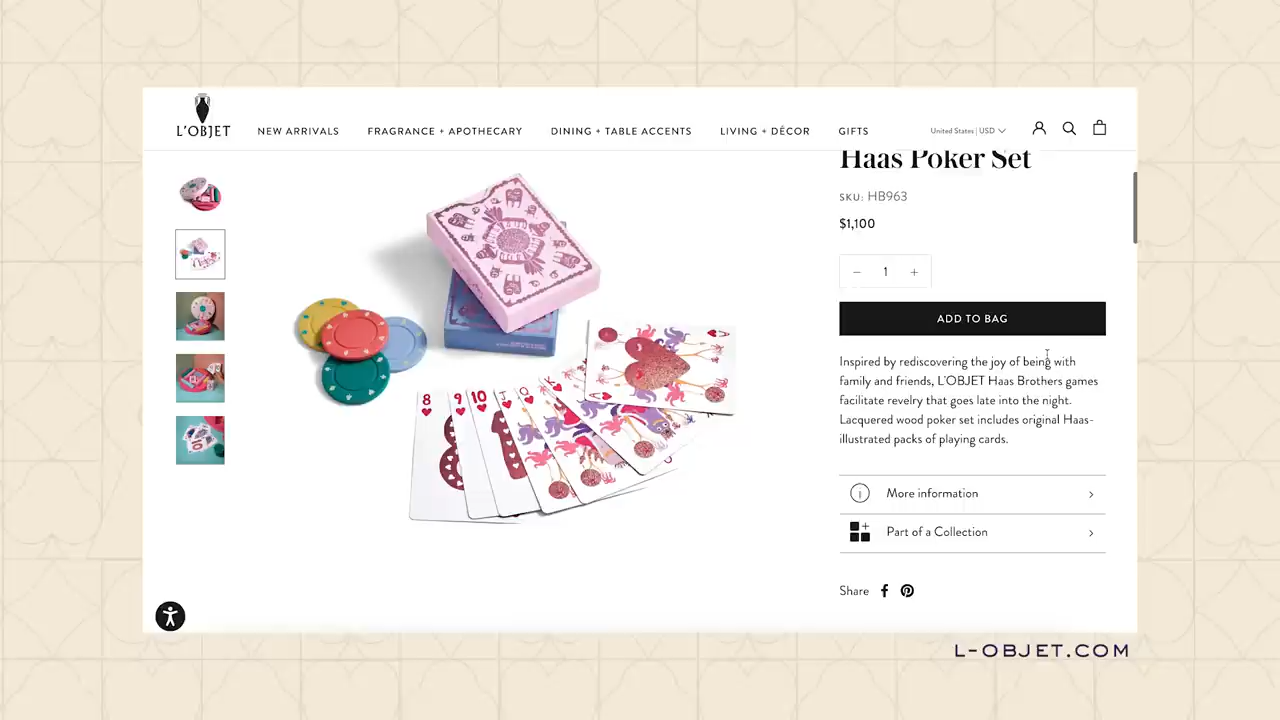 L'OBJET
NEW ARRIVALS
FRAGRANCE + APOTHECARY
DINING + TABLE ACCENTS
LIVING + DÉCOR
GIFTS
United States | USD
Haas Poker Set
SKU: HB963
$1,100
− 1 +
ADD TO BAG
Inspired by rediscovering the joy of being with
family and friends, L'OBJET Haas Brothers games
facilitate revelry that goes late into the night.
Lacquered wood poker set includes original Haas-
illustrated packs of playing cards.
More information
Part of a Collection
Share
8
9
10
J
Q
K
A
A
L-OBJET.COM